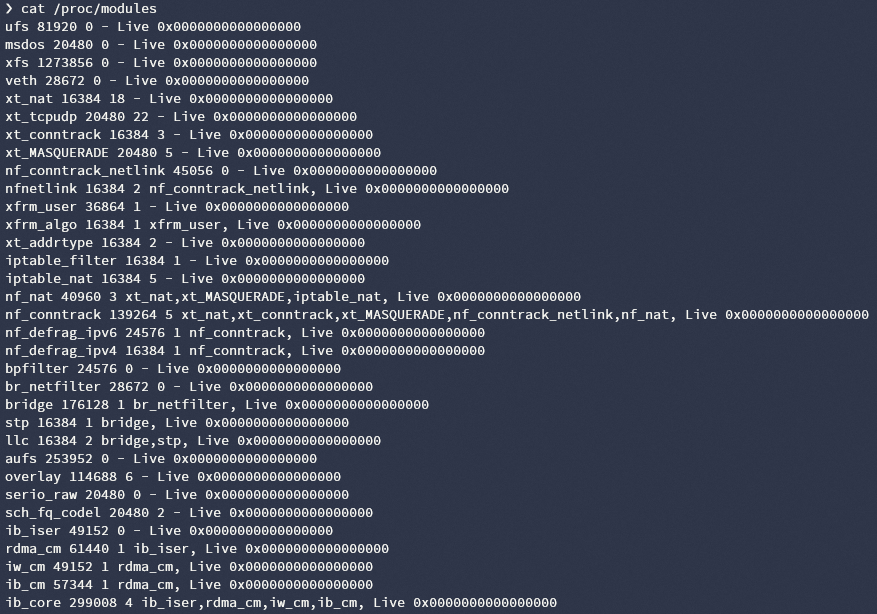 ❯ cat /proc/modules
ufs 81920 0 - Live 0x0000000000000000
msdos 20480 0 - Live 0x0000000000000000
xfs 1273856 0 - Live 0x0000000000000000
veth 28672 0 - Live 0x0000000000000000
xt_nat 16384 18 - Live 0x0000000000000000
xt_tcpudp 20480 22 - Live 0x0000000000000000
xt_conntrack 16384 3 - Live 0x0000000000000000
xt_MASQUERADE 20480 5 - Live 0x0000000000000000
nf_conntrack_netlink 45056 0 - Live 0x0000000000000000
nfnetlink 16384 2 nf_conntrack_netlink, Live 0x0000000000000000
xfrm_user 36864 1 - Live 0x0000000000000000
xfrm_algo 16384 1 xfrm_user, Live 0x0000000000000000
xt_addrtype 16384 2 - Live 0x0000000000000000
iptable_filter 16384 1 - Live 0x0000000000000000
iptable_nat 16384 5 - Live 0x0000000000000000
nf_nat 40960 3 xt_nat,xt_MASQUERADE,iptable_nat, Live 0x0000000000000000
nf_conntrack 139264 5 xt_nat,xt_conntrack,xt_MASQUERADE,nf_conntrack_netlink,nf_nat, Live 0x0000000000000000
nf_defrag_ipv6 24576 1 nf_conntrack, Live 0x0000000000000000
nf_defrag_ipv4 16384 1 nf_conntrack, Live 0x0000000000000000
bpfilter 24576 0 - Live 0x0000000000000000
br_netfilter 28672 0 - Live 0x0000000000000000
bridge 176128 1 br_netfilter, Live 0x0000000000000000
stp 16384 1 bridge, Live 0x0000000000000000
llc 16384 2 bridge,stp, Live 0x0000000000000000
aufs 253952 0 - Live 0x0000000000000000
overlay 114688 6 - Live 0x0000000000000000
serio_raw 20480 0 - Live 0x0000000000000000
sch_fq_codel 20480 2 - Live 0x0000000000000000
ib_iser 49152 0 - Live 0x0000000000000000
rdma_cm 61440 1 ib_iser, Live 0x0000000000000000
iw_cm 49152 1 rdma_cm, Live 0x0000000000000000
ib_cm 57344 1 rdma_cm, Live 0x0000000000000000
ib_core 299008 4 ib_iser,rdma_cm,iw_cm,ib_cm, Live 0x0000000000000000